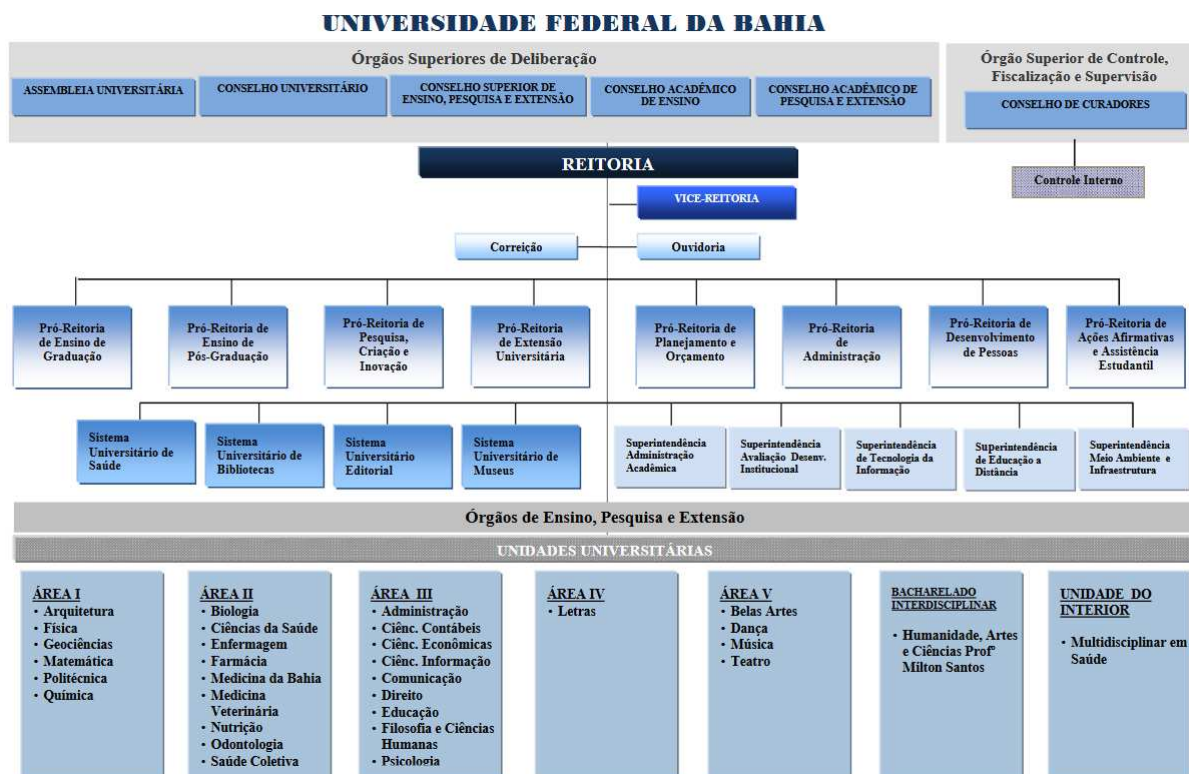 UNIVERSIDADE FEDERAL DA BAHIA
Órgãos Superiores de Deliberação
ASSEMBLEIA UNIVERSITÁRIA
CONSELHO UNIVERSITÁRIO
CONSELHO SUPERIOR DE
ENSINO, PESQUISA E EXTENSÃO
CONSELHO ACADÊMICO
DE ENSINO
CONSELHO ACADÊMICO DE
PESQUISA E EXTENSÃO
Órgão Superior de Controle,
Fiscalização e Supervisão
CONSELHO DE CURADORES
Controle Interno
REITORIA
VICE-REITORIA
Correição
Ouvidoria
Pró-Reitoria
de Ensino de
Graduação
Pró-Reitoria de
Ensino de
Pós-Graduação
Pró-Reitoria de
Pesquisa,
Criação e
Inovação
Pró-Reitoria
de Extensão
Universitária
Pró-Reitoria de
Planejamento e
Orçamento
Pró-Reitoria
de
Administração
Pró-Reitoria de
Desenvolvimento
de Pessoas
Pró-Reitoria de
Ações Afirmativas
e Assistência
Estudantil
Sistema
Universitário de
Saúde
Sistema
Universitário de
Bibliotecas
Sistema
Universitário
Editorial
Sistema
Universitário de
Museus
Superintendência
Administração
Acadêmica
Superintendência
Avaliação Desenv.
Institucional
Superintendência
de Tecnologia da
Informação
Superintendência
de Educação a
Distância
Superintendência
Meio Ambiente e
Infraestrutura
Órgãos de Ensino, Pesquisa e Extensão
UNIDADES UNIVERSITÁRIAS
ÁREA I
• Arquitetura
• Física
• Geociências
• Matemática
• Politécnica
• Química
ÁREA II
• Biologia
• Ciências da Saúde
• Enfermagem
• Farmácia
• Medicina da Bahia
• Medicina
Veterinária
• Nutrição
• Odontologia
• Saúde Coletiva
ÁREA III
• Administração
• Ciênc. Contábeis
• Ciênc. Econômicas
• Ciênc. Informação
• Comunicação
• Direito
• Educação
• Filosofia e Ciências
Humanas
• Psicologia
ÁREA IV
• Letras
ÁREA V
• Belas Artes
• Dança
• Música
• Teatro
BACHARELADO
INTERDISCIPLINAR
• Humanidade, Artes
e Ciências Profº
Milton Santos
UNIDADE DO
INTERIOR
• Multidisciplinar em
Saúde